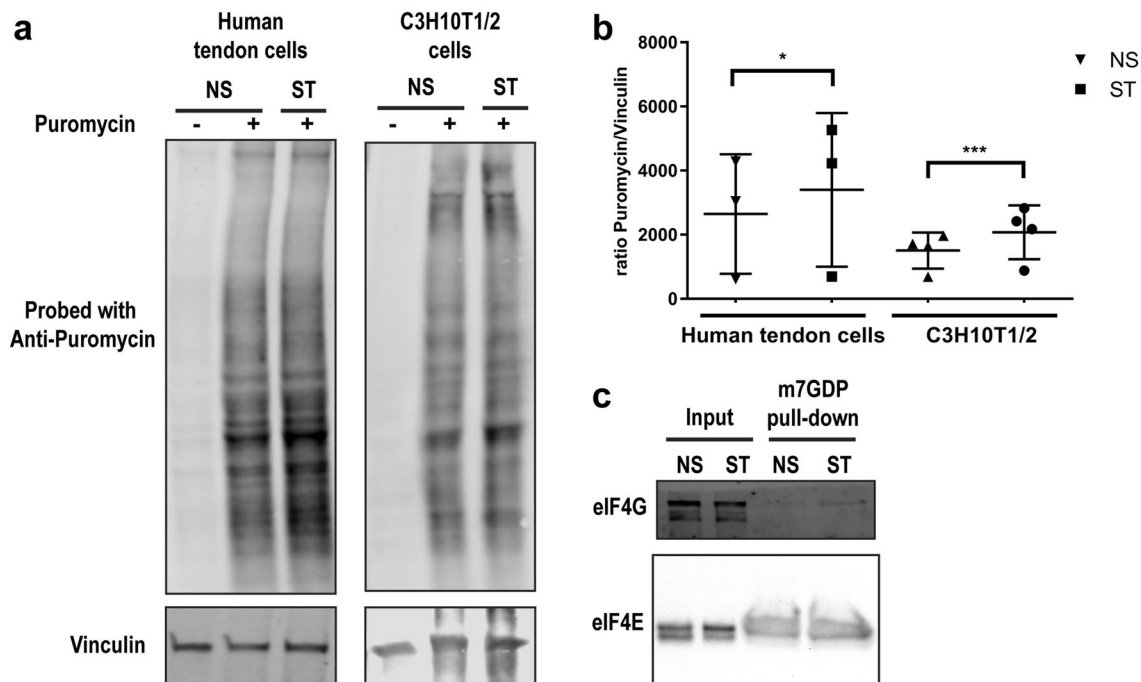 a
Human
tendon cells
C3H10T1/2
cells
NS ST NS ST
Puromycin - + + - + +
Probed with
Anti-Puromycin
Vinculin
b
ratio Puromycin/Vinculin
8000
6000
4000
2000
0
*
***
NS
ST
Human tendon cells C3H10T1/2
c
Input
m7GDP
pull-down
NS ST NS ST
eIF4G
eIF4E